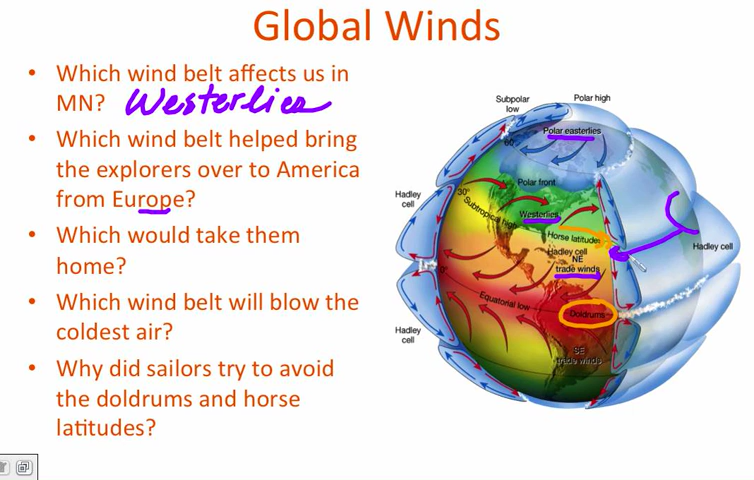 Global Winds
• Which wind belt affects us in
MN? Westerlies
• Which wind belt helped bring
the explorers over to America
from Europe?
• Which would take them
home?
• Which wind belt will blow the
coldest air?
• Why did sailors try to avoid
the doldrums and horse
latitudes?
Subpolar
low
Polar high
Polar easterlies
60°
Polar front
Hadley
cell
30°
Subtropical high
Westerlies
Horse latitudes
Hadley cell
Hadley cell
NE
trade winds
0°
Equatorial low
Doldrums
Hadley
cell
SE
trade winds